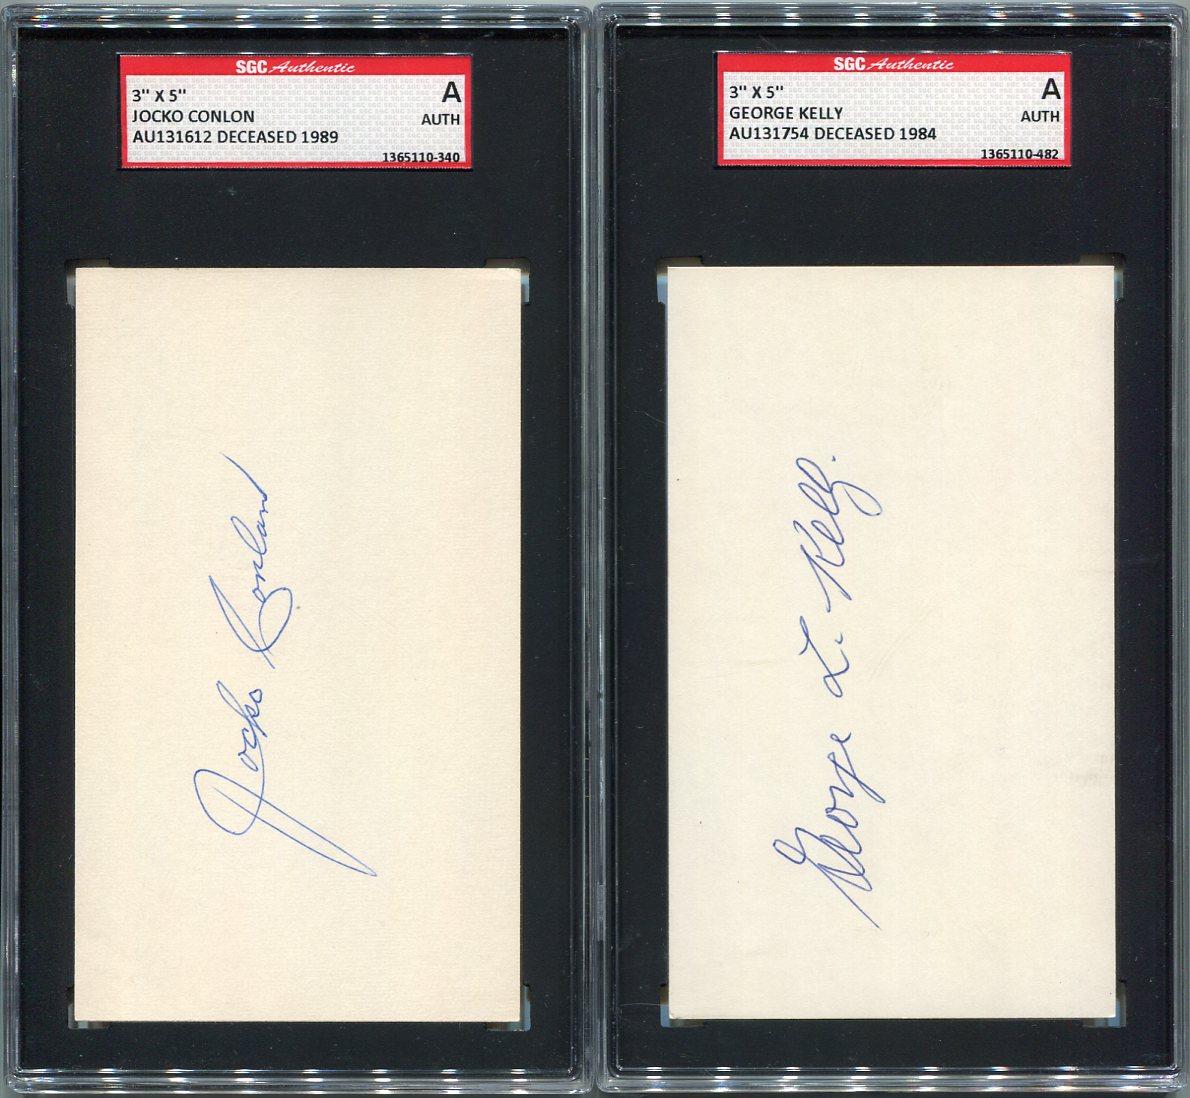 SGC Authentic
3" X 5"
A
JOCKO CONLON
AUTH
AU131612 DECEASED 1989
1365110-340
Jocko Conlan
SGC Authentic
3" X 5"
A
GEORGE KELLY
AUTH
AU131754 DECEASED 1984
1365110-482
George L. Kelly.